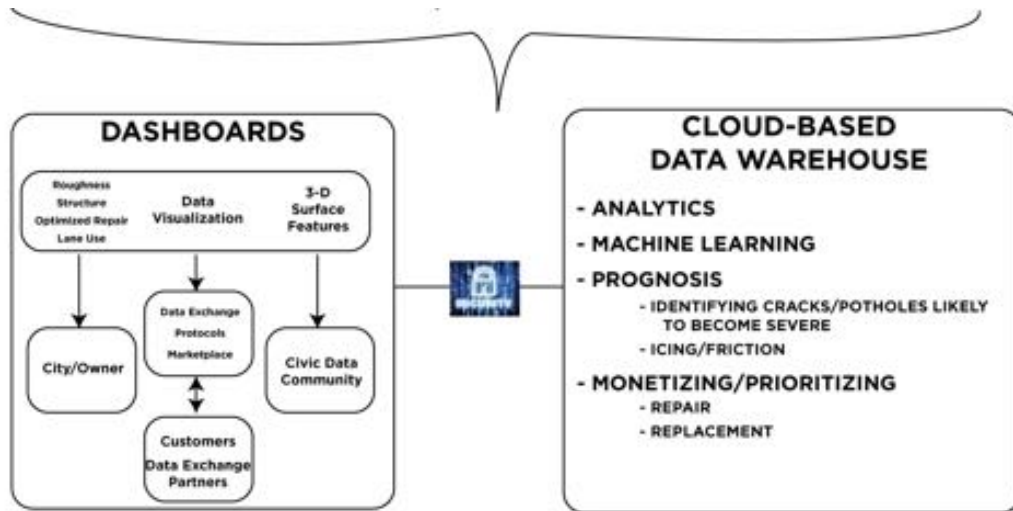 DASHBOARDS
Roughness
Structure
Optimized Repair
Lane Use
Data
Visualization
3-D
Surface
Features
City/Owner
Data Exchange
Protocols
Marketplace
Civic Data
Community
Customers
Data Exchange
Partners
SECURITY
CLOUD-BASED
DATA WAREHOUSE
- ANALYTICS
- MACHINE LEARNING
- PROGNOSIS
- IDENTIFYING CRACKS/POTHOLES LIKELY
TO BECOME SEVERE
- ICING/FRICTION
- MONETIZING/PRIORITIZING
- REPAIR
- REPLACEMENT